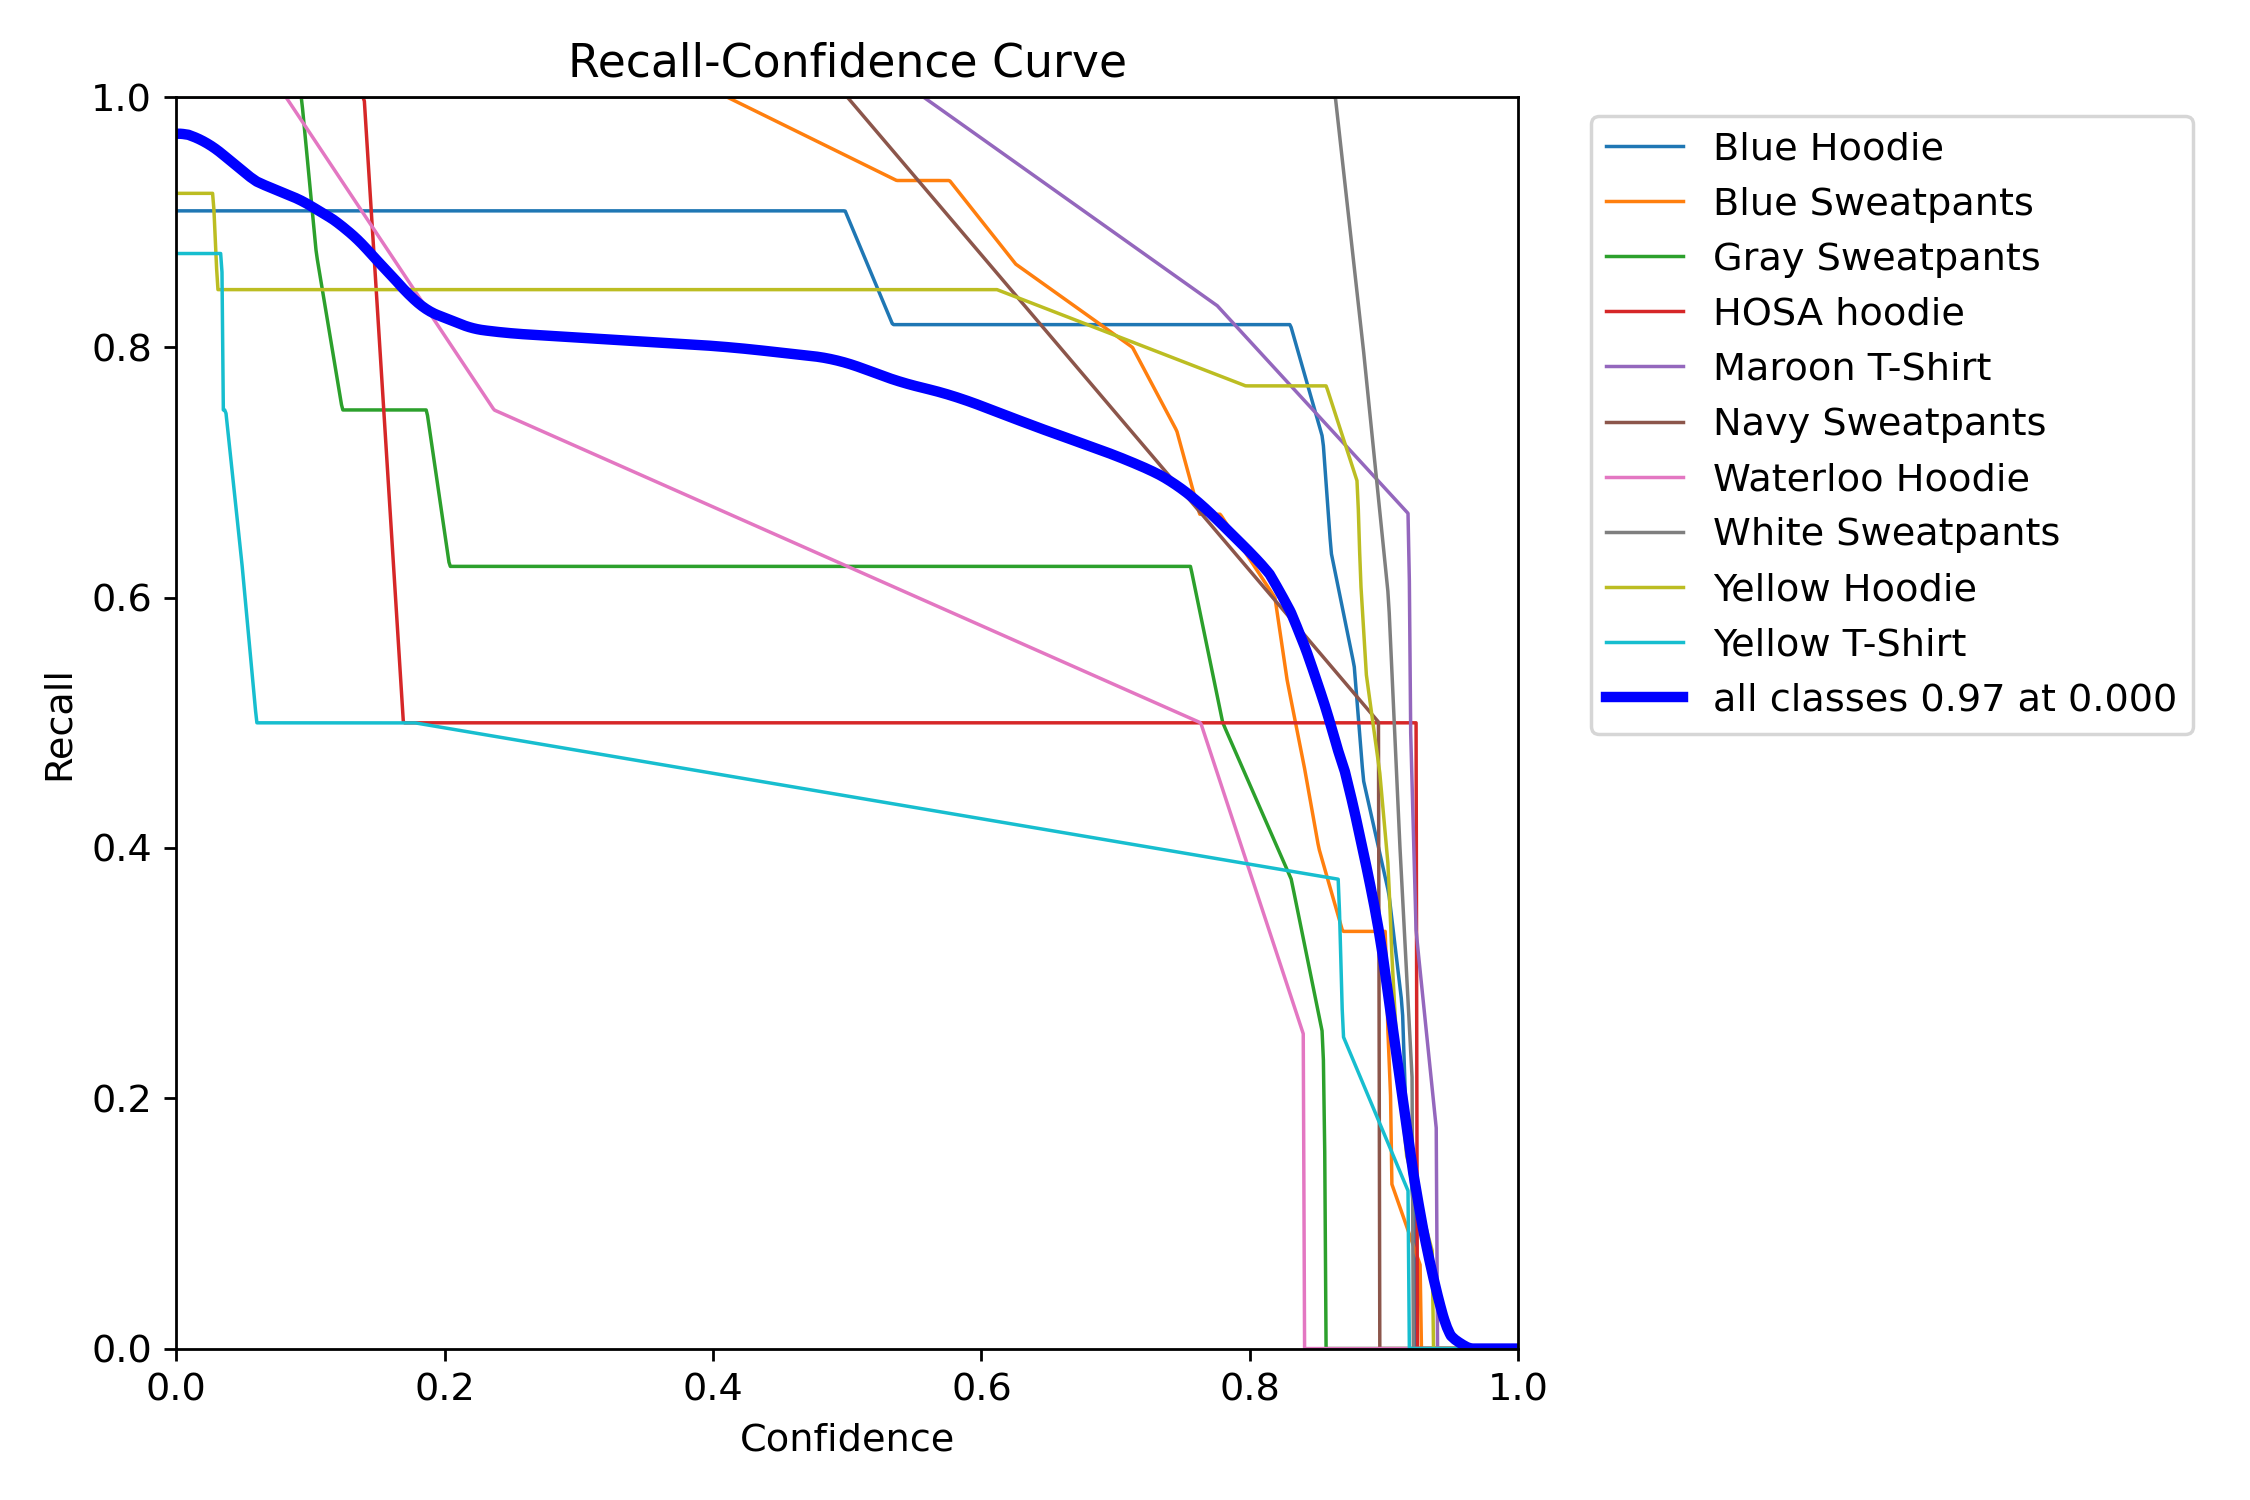 Recall-Confidence Curve
1.0
0.8
0.6
0.4
0.2
0.0
Recall
0.0 0.2 0.4 0.6 0.8 1.0
Confidence
Blue Hoodie
Blue Sweatpants
Gray Sweatpants
HOSA hoodie
Maroon T-Shirt
Navy Sweatpants
Waterloo Hoodie
White Sweatpants
Yellow Hoodie
Yellow T-Shirt
all classes 0.97 at 0.000